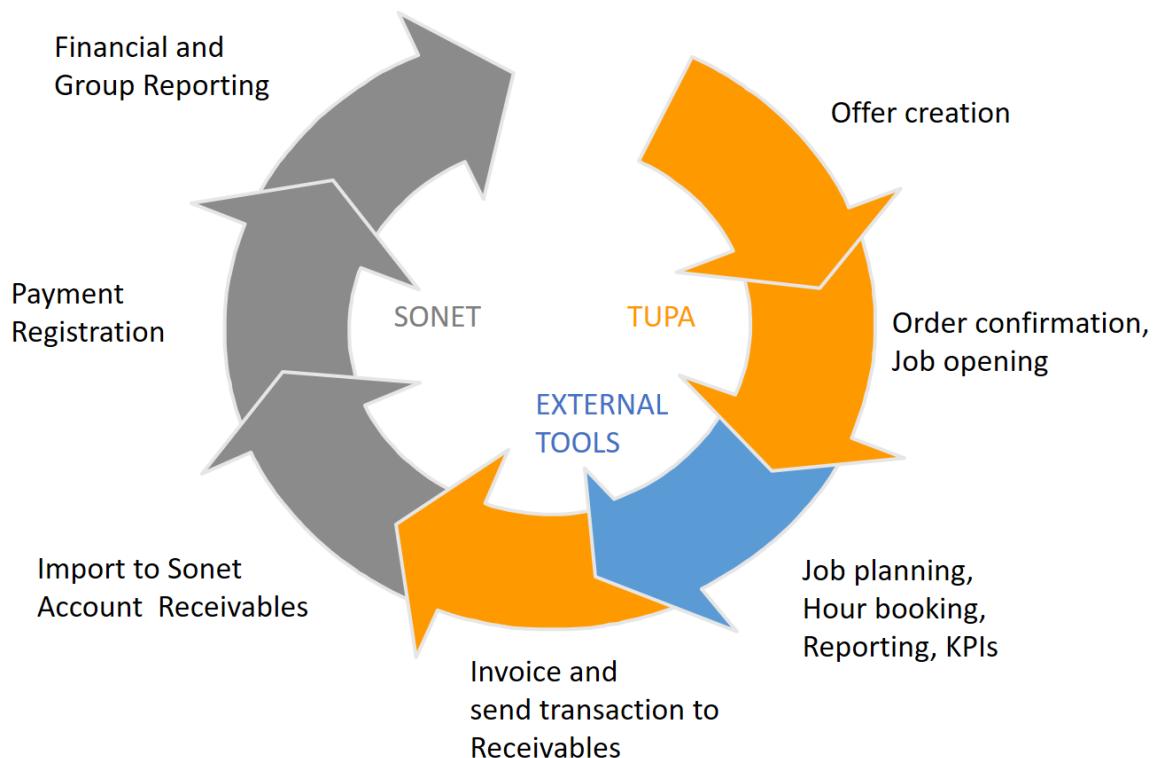 Financial and
Group Reporting
Offer creation
Payment
Registration
SONET
TUPA
Order confirmation,
Job opening
EXTERNAL
TOOLS
Import to Sonet
Account  Receivables
Job planning,
Hour booking,
Reporting, KPIs
Invoice and
send transaction to
Receivables